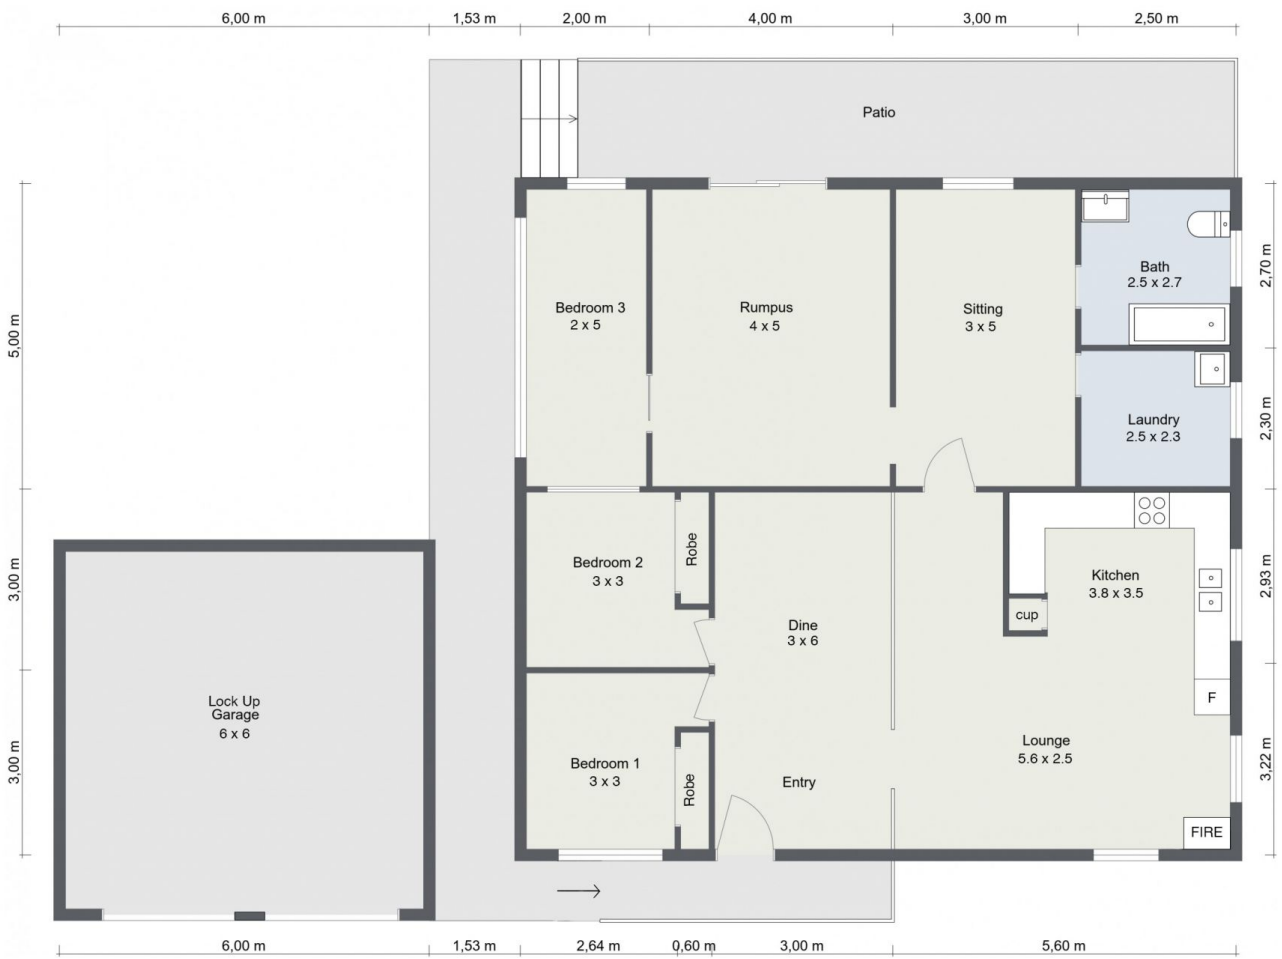 6,00 m
1,53 m
2,00 m
4,00 m
3,00 m
2,50 m
Patio
5,00 m
Bedroom 3
2 x 5
Rumpus
4 x 5
Sitting
3 x 5
Bath
2.5 x 2.7
2,70 m
Laundry
2.5 x 2.3
2,30 m
3,00 m
Bedroom 2
3 x 3
Robe
Dine
3 x 6
cup
Kitchen
3.8 x 3.5
2,93 m
F
Lock Up
Garage
6 x 6
3,00 m
Bedroom 1
3 x 3
Robe
Entry
Lounge
5.6 x 2.5
3,22 m
FIRE
6,00 m
1,53 m
2,64 m
0,60 m
3,00 m
5,60 m